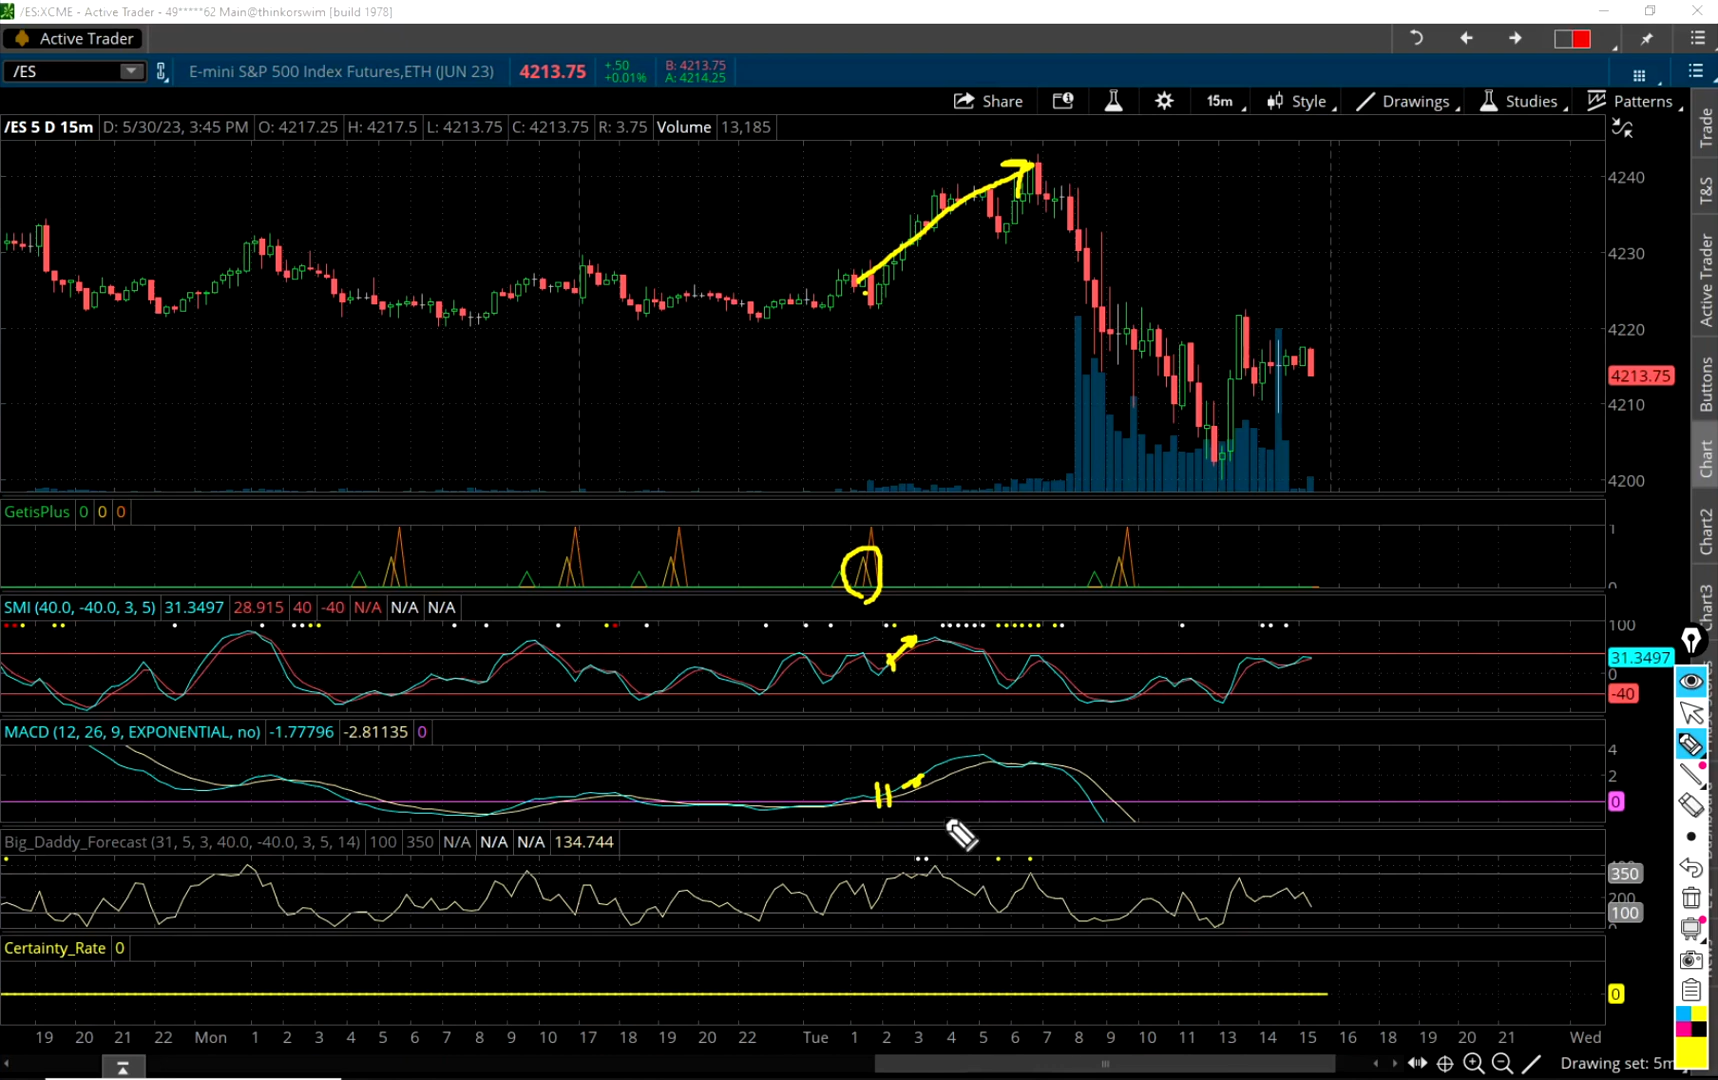 /ES:XCME - Active Trader - 49*****62 Main@thinkorswim [build 1978]
Active Trader
/ES E-mini S&P 500 Index Futures,ETH (JUN 23) 4213.75 +.50 +0.01% B: 4213.75 A: 4214.25
Share 15m Style Drawings Studies Patterns
/ES 5 D 15m D: 5/30/23, 3:45 PM O: 4217.25 H: 4217.5 L: 4213.75 C: 4213.75 R: 3.75 Volume 13,185
4240
4230
4220
4213.75
4210
4200
GetisPlus 0 0 0
1
0
SMI (40.0, -40.0, 3, 5) 31.3497 28.915 40 -40 N/A N/A N/A
100
31.3497
0
-40
MACD (12, 26, 9, EXPONENTIAL, no) -1.77796 -2.81135 0
4
2
0
Big_Daddy_Forecast (31, 5, 3, 40.0, -40.0, 3, 5, 14) 100 350 N/A N/A N/A 134.744
350
200
100
Certainty_Rate 0
0
19 20 21 22 Mon 1 2 3 4 5 6 7 8 9 10 11 12 13 14 15 16 17 18 19 20 22 Tue 1 2 3 4 5 6 7 8 9 10 11 12 13 14 15 16 17 18 19 20 21 Wed
Drawing set: 5m
Trade
T&S
Active Trader
Buttons
Chart
Chart2
Chart3